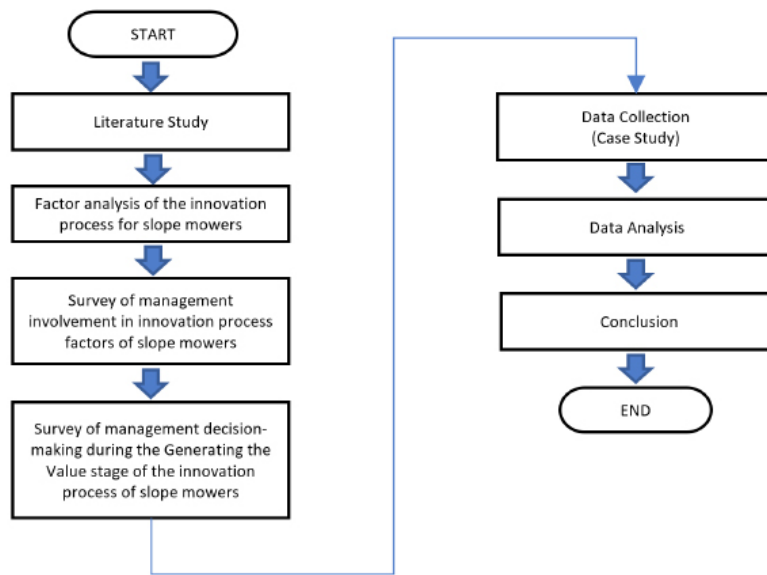 START
Literature Study
Factor analysis of the innovation
process for slope mowers
Survey of management
involvement in innovation process
factors of slope mowers
Survey of management decision-
making during the Generating the
Value stage of the innovation
process of slope mowers
Data Collection
(Case Study)
Data Analysis
Conclusion
END